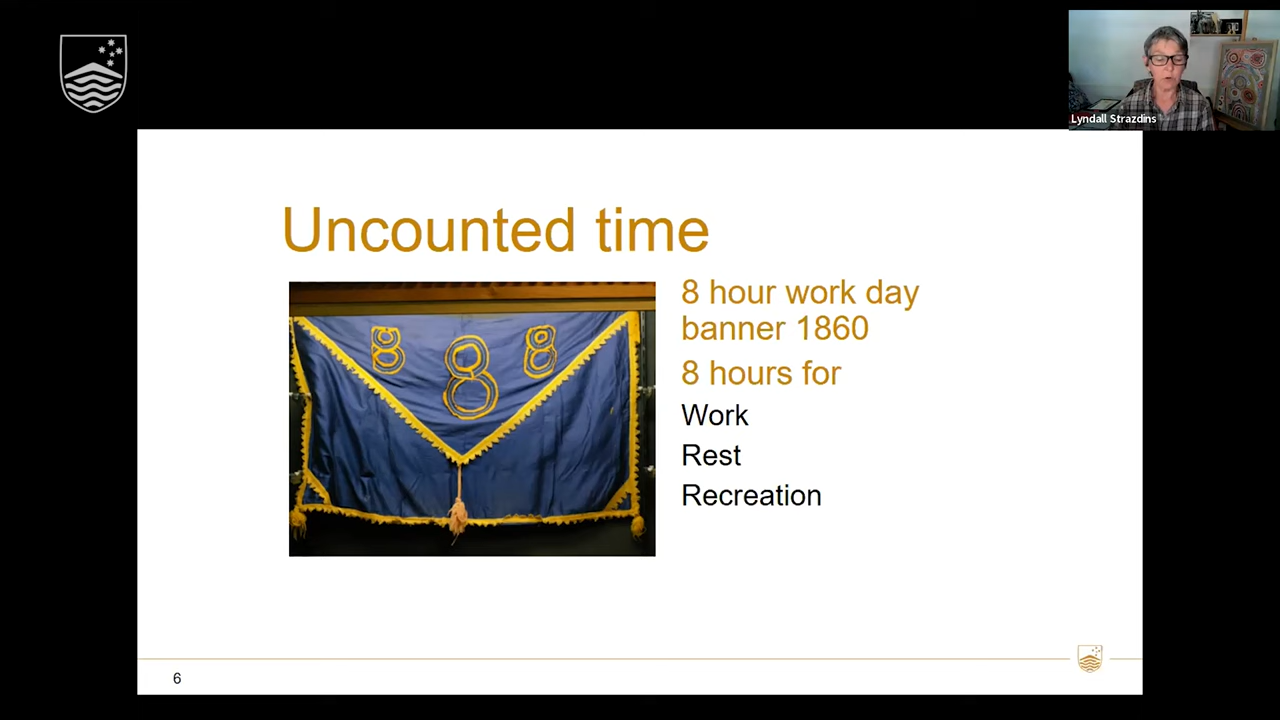 Lyndall Strazdins
Uncounted time
8 8 8
8 hour work day
banner 1860
8 hours for
Work
Rest
Recreation
6